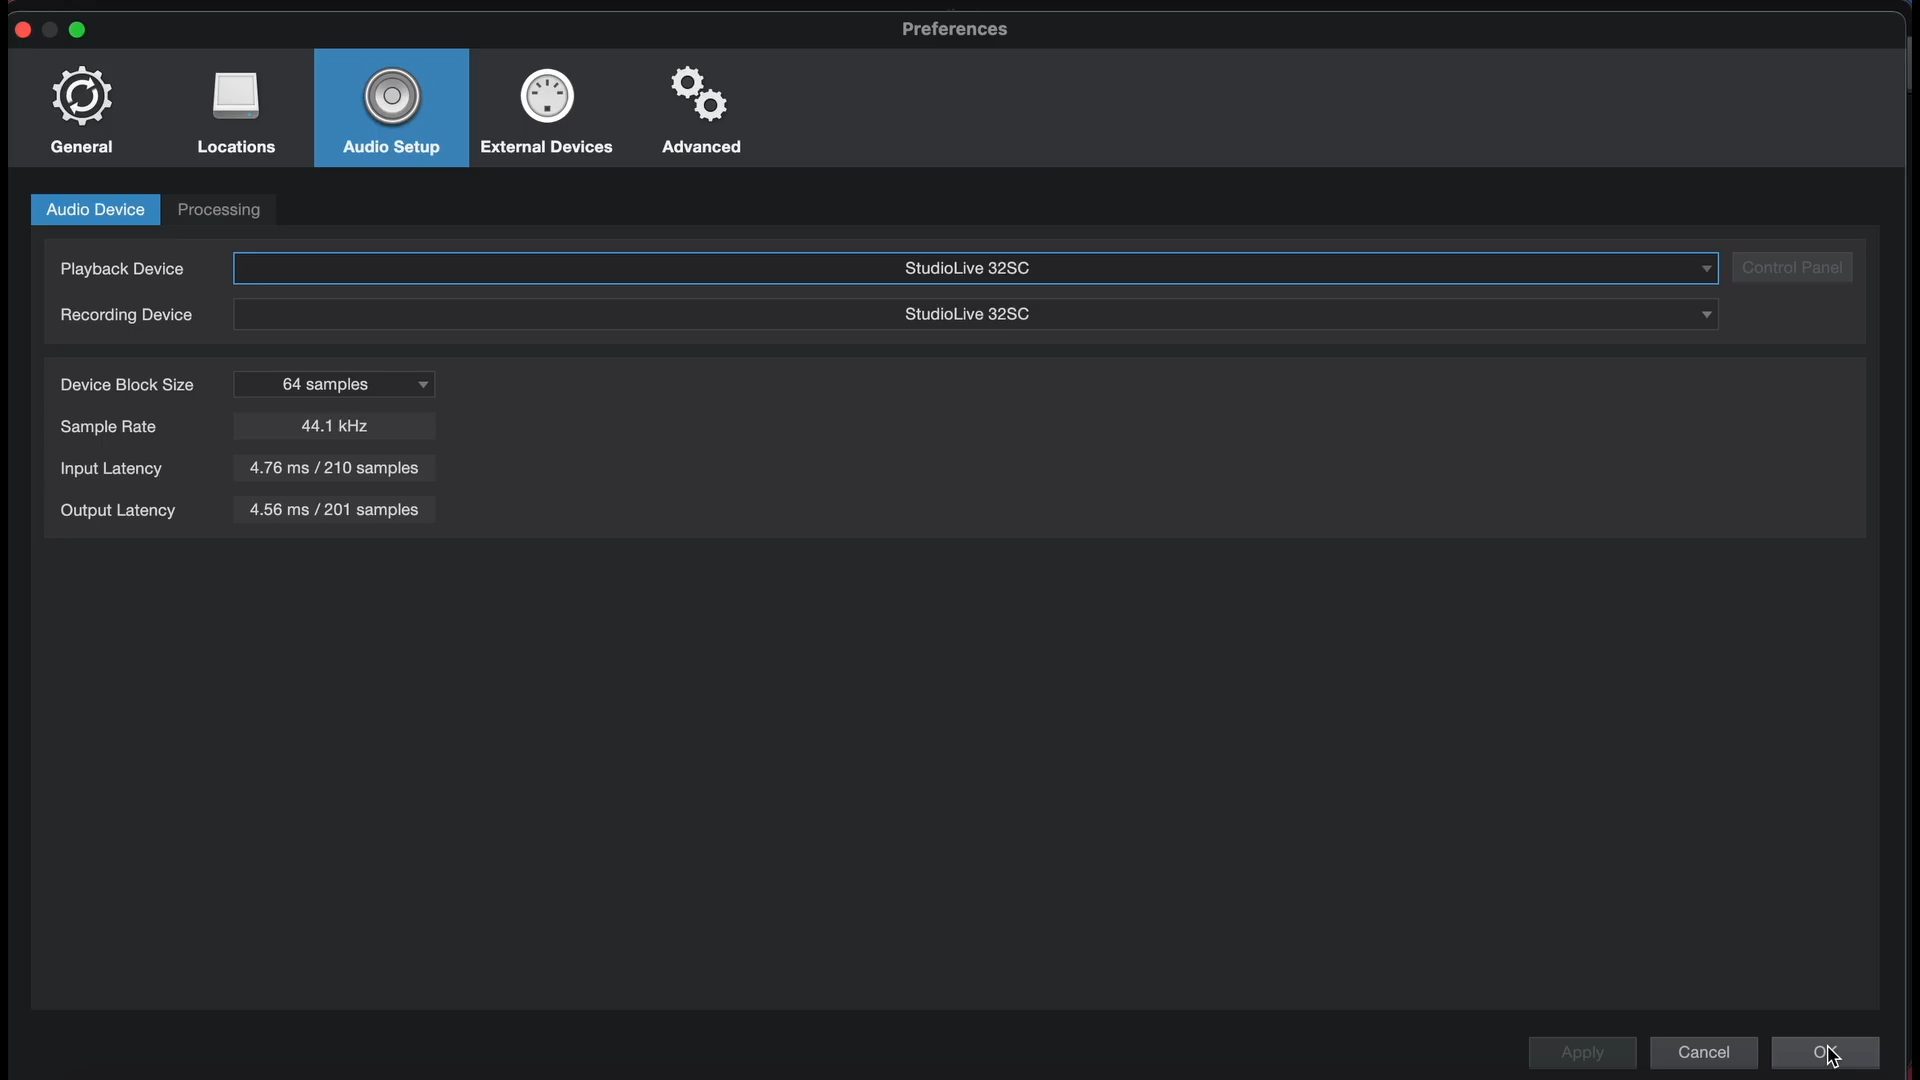 Preferences
General
Locations
Audio Setup
External Devices
Advanced
Audio Device
Processing
Playback Device
StudioLive 32SC
Control Panel
Recording Device
StudioLive 32SC
Device Block Size
64 samples
Sample Rate
44.1 kHz
Input Latency
4.76 ms / 210 samples
Output Latency
4.56 ms / 201 samples
Apply
Cancel
OK